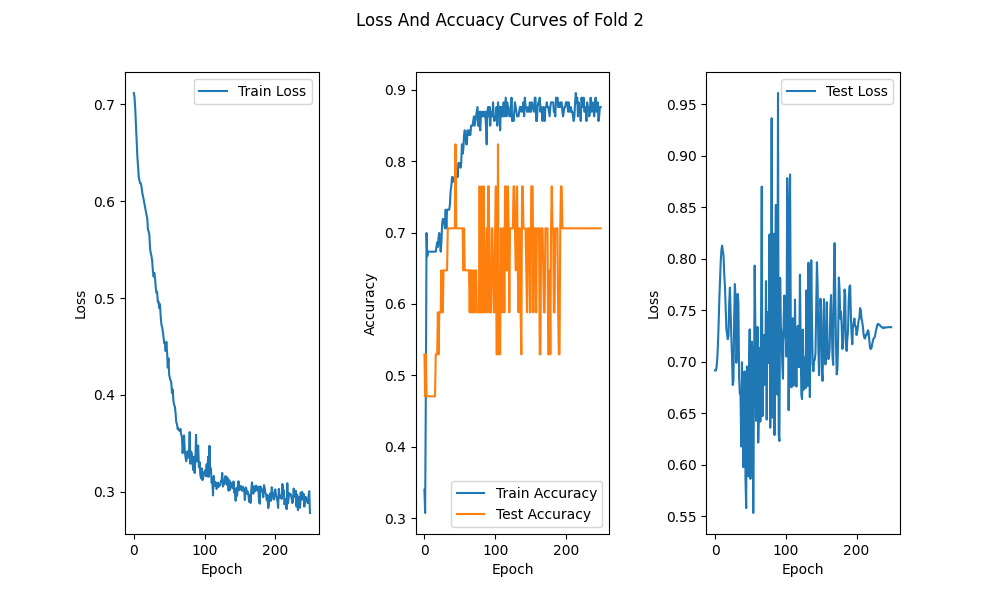 Loss And Accuacy Curves of Fold 2
Train Loss
0.7
0.6
0.5
0.4
0.3
Loss
0 100 200
Epoch
0.9
0.8
0.7
0.6
0.5
0.4
0.3
Accuracy
Train Accuracy
Test Accuracy
0 100 200
Epoch
Test Loss
0.95
0.90
0.85
0.80
0.75
0.70
0.65
0.60
0.55
Loss
0 100 200
Epoch